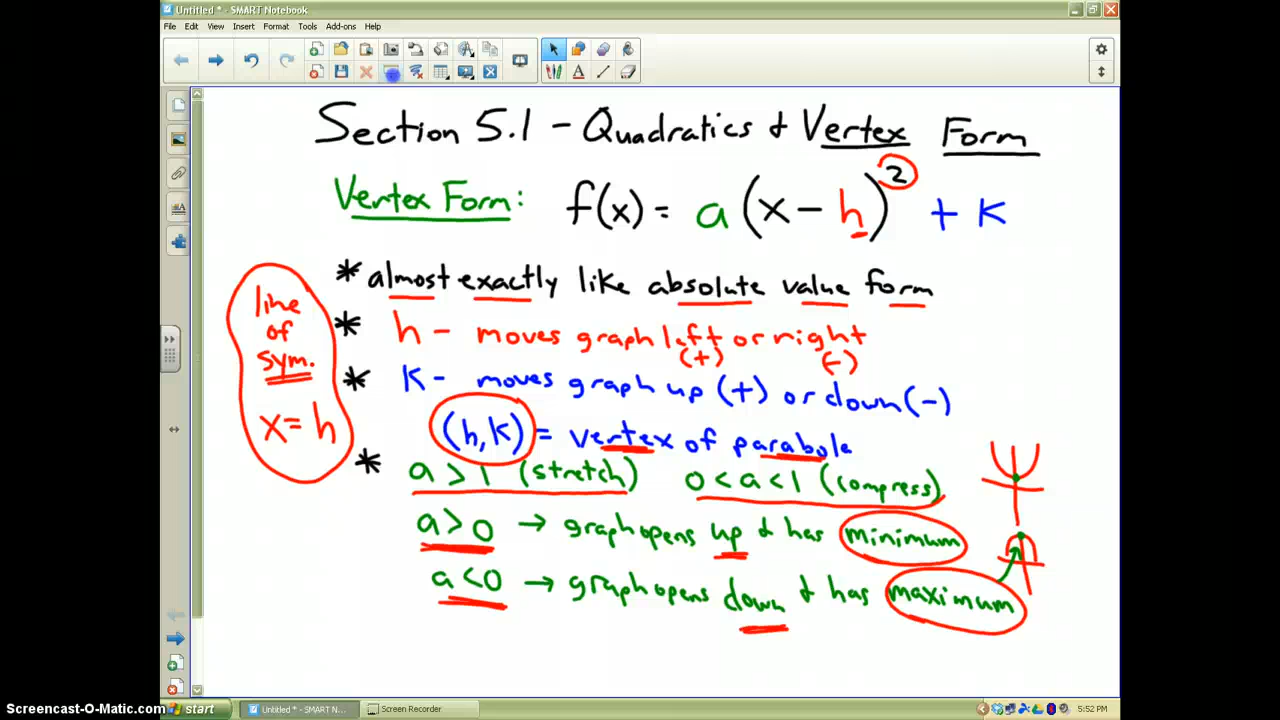 Untitled * - SMART Notebook
File Edit View Insert Format Tools Add-ons Help
Section 5.1 - Quadratics & Vertex Form
Vertex Form: f(x) = a(x - h)² + k
* almost exactly like absolute value form
* h - moves graph left or right
(+) (-)
* k - moves graph up (+) or down (-)
(h, k) = vertex of parabola
* a > 1 (stretch) 0 < a < 1 (compress)
a > 0 → graph opens up & has minimum
a < 0 → graph opens down & has maximum
line
of
sym.
x = h
Screencast-O-Matic.com
start
Untitled * - SMART N...
Screen Recorder
5:52 PM